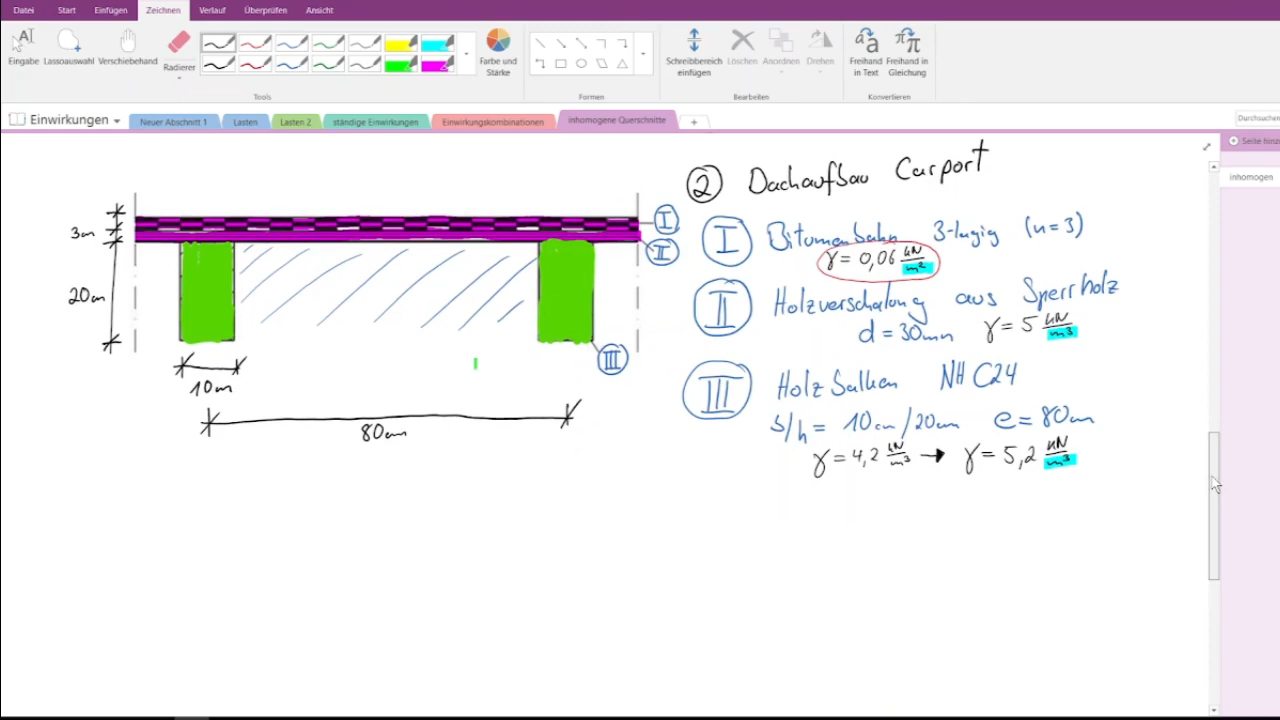 Datei Start Einfügen Zeichnen Verlauf Überprüfen Ansicht
Eingabe Lassoauswahl Verschiebehand Radierer Farbe und Stärke Schreibbereich einfügen Löschen Anordnen Drehen Freihand in Text Freihand in Gleichung
Tools Formen Bearbeiten Konvertieren
Einwirkungen Neuer Abschnitt 1 Lasten Lasten 2 ständige Einwirkungen Einwirkungskombinationen inhomogene Querschnitte + Durchsuchen
Seite hinz
inhomogen
2 Dachaufbau Carport
I Bitumenbahn 3-lagig (n=3)
γ = 0,06 kN/m²
II Holzverschalung aus Sperrholz
d = 30mm γ = 5 kN/m³
III Holzbalken NH C24
b/h = 10cm/20cm e = 80cm
γ = 4,2 kN/m³ → γ = 5,2 kN/m³
I
3cm
II
20cm
III
10cm
80cm